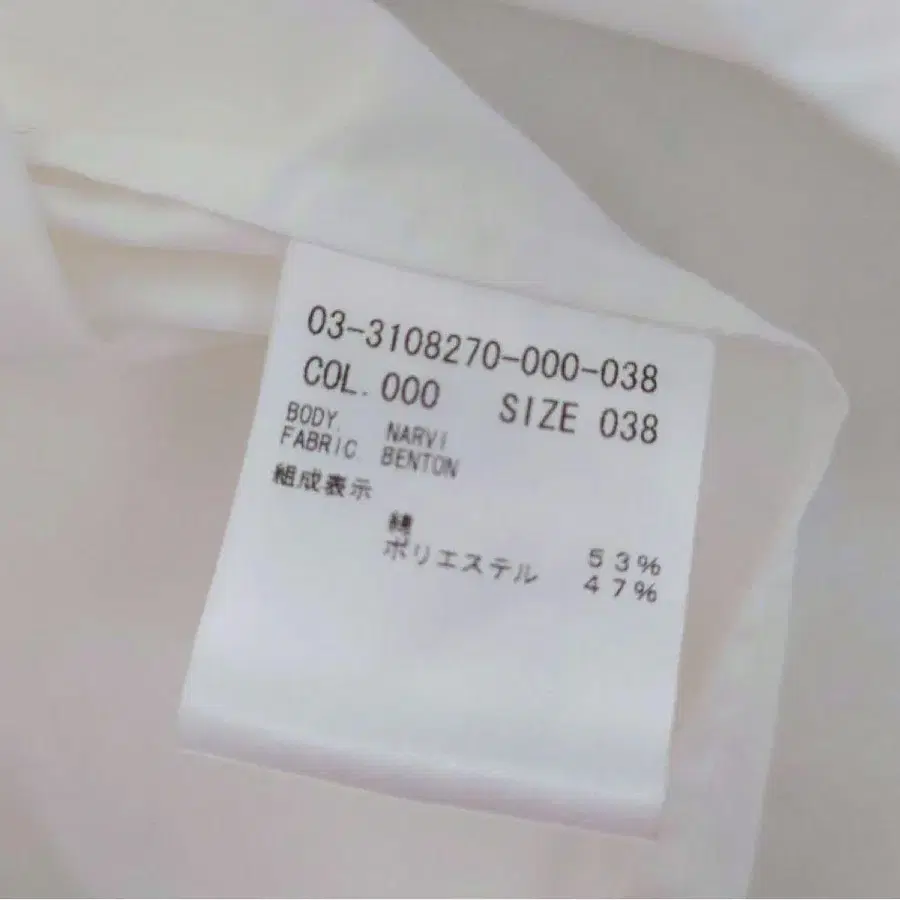 03-3108270-000-038
COL. 000 SIZE 038
BODY. NARVI
FABRIC. BENTON
組成表示
綿 53%
ポリエステル 47%